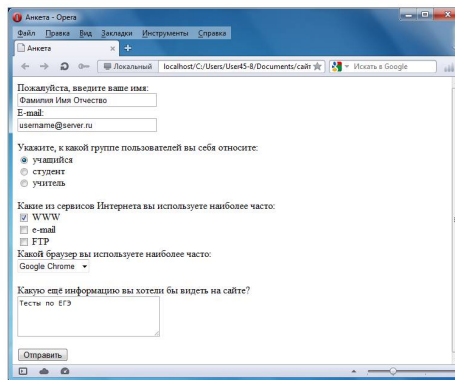 Анкета - Opera
Файл Правка Вид Закладки Инструменты Справка
Анкета
Локальный localhost/C:/Users/User45-8/Documents/сайт Искать в Google
Пожалуйста, введите ваше имя:
Фамилия Имя Отчество
E-mail:
username@server.ru
Укажите, к какой группе пользователей вы себя относите:
учащийся
студент
учитель
Какие из сервисов Интернета вы используете наиболее часто:
WWW
e-mail
FTP
Какой браузер вы используете наиболее часто:
Google Chrome
Какую ещё информацию вы хотели бы видеть на сайте?
Тесты по ЕГЭ
Отправить